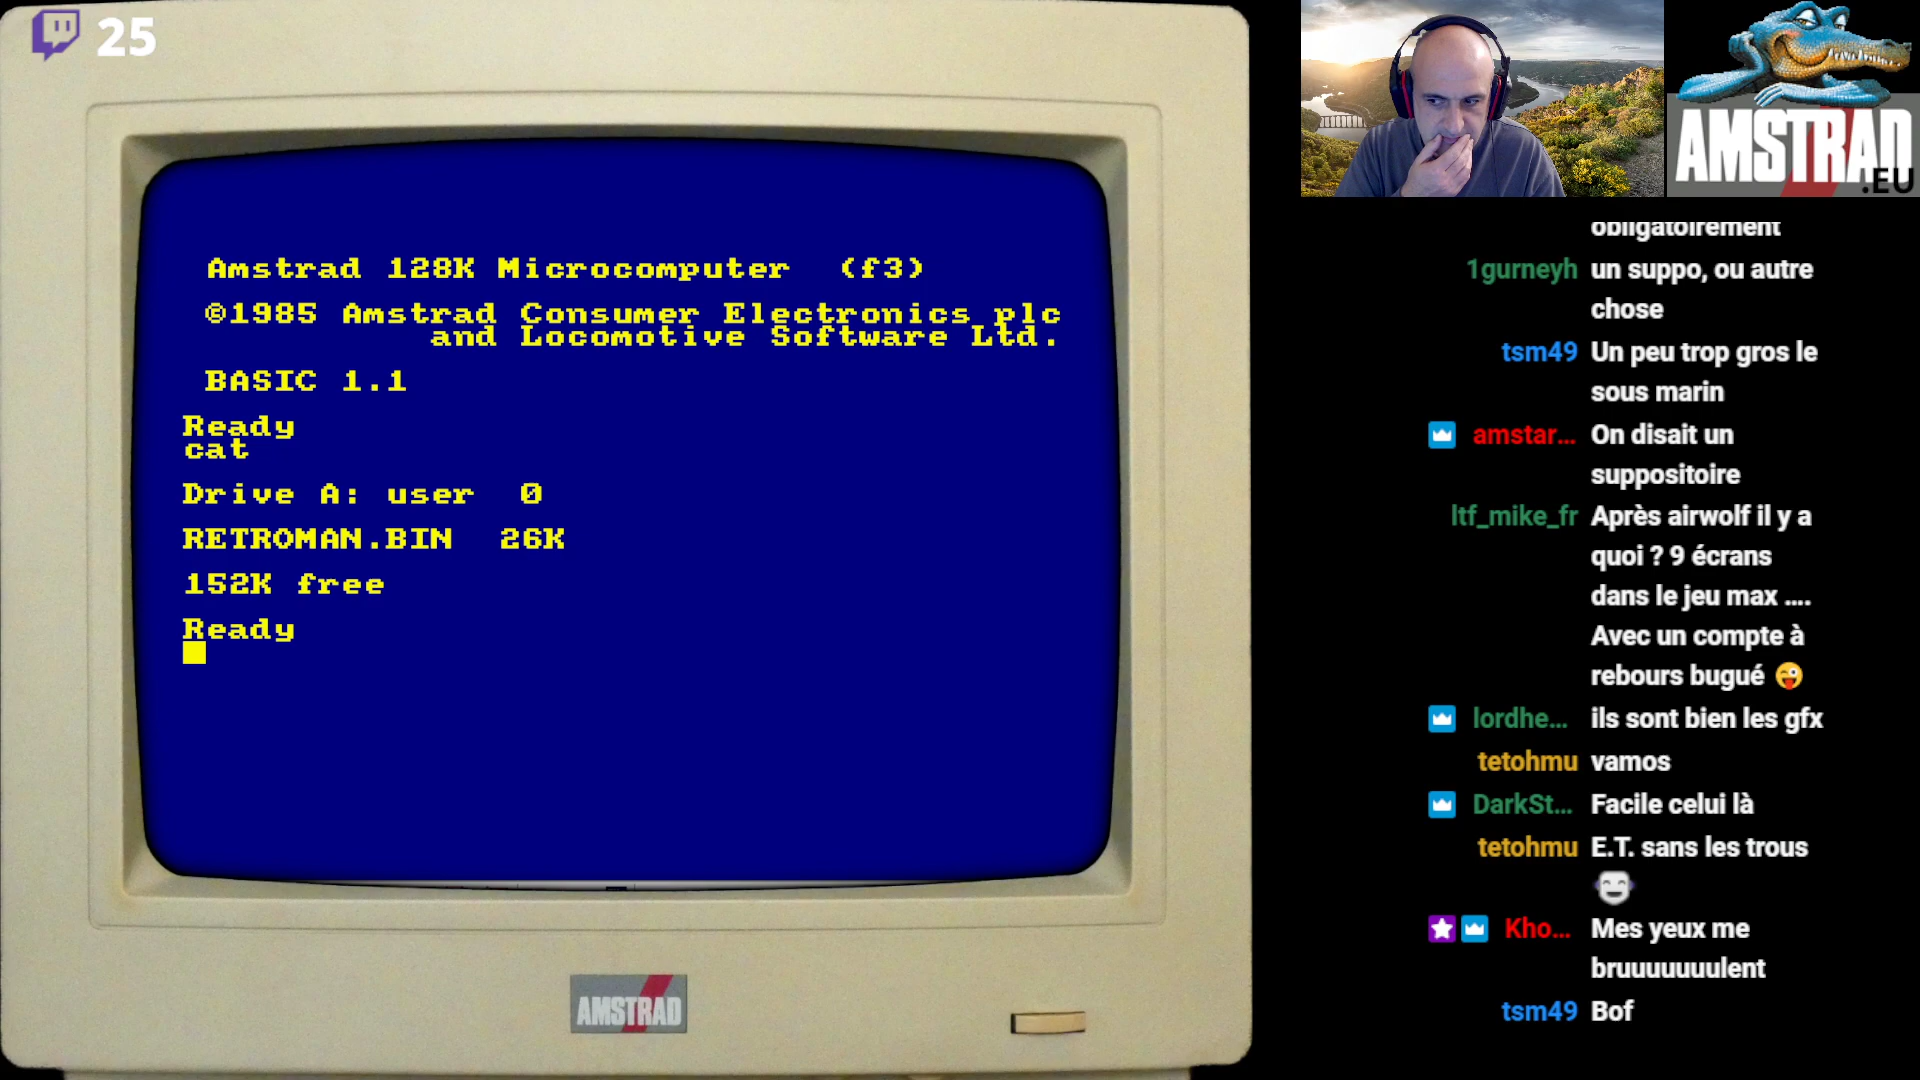 25
Amstrad 128K Microcomputer (f3)
©1985 Amstrad Consumer Electronics plc
and Locomotive Software Ltd.
BASIC 1.1
Ready
cat
Drive A: user 0
RETROMAN.BIN 26K
152K free
Ready
AMSTRAD
AMSTRAD
.EU
obligatoirement
1gurneyh un suppo, ou autre
chose
tsm49 Un peu trop gros le
sous marin
amstar... On disait un
suppositoire
ltf_mike_fr Après airwolf il y a
quoi ? 9 écrans
dans le jeu max ....
Avec un compte à
rebours bugué 😜
lordhe... ils sont bien les gfx
tetohmu vamos
DarkSt... Facile celui là
tetohmu E.T. sans les trous
Kho... Mes yeux me
bruuuuuuulent
tsm49 Bof